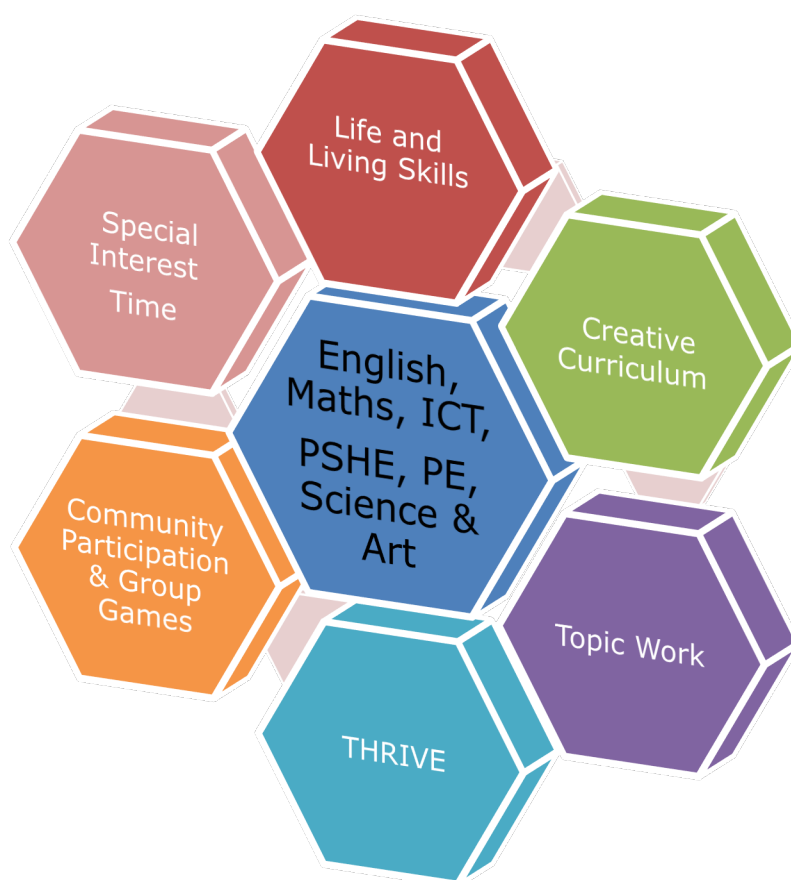 Life and
Living Skills
Special
Interest
Time
Creative
Curriculum
English,
Maths, ICT,
PSHE, PE,
Science &
Art
Community
Participation
& Group
Games
Topic Work
THRIVE